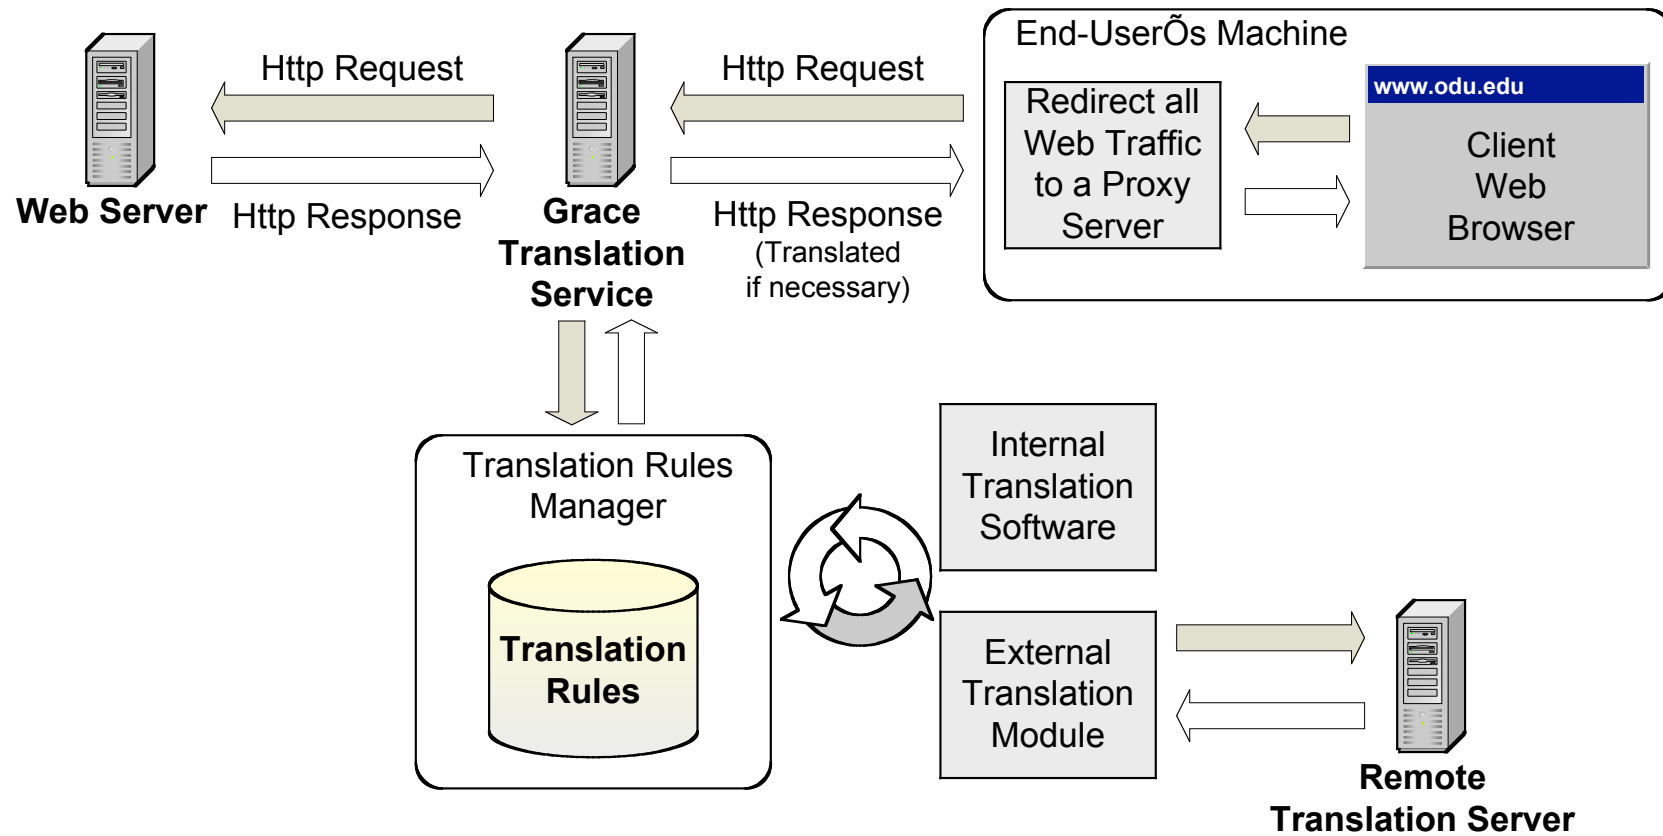 End-UserÕs Machine
Http Request
Http Request
Redirect all
Web Traffic
to a Proxy
Server
www.odu.edu
Client
Web
Browser
Web Server
Http Response
Grace
Translation
Service
Http Response
(Translated
if necessary)
Translation Rules
Manager
Translation
Rules
Internal
Translation
Software
External
Translation
Module
Remote
Translation Server